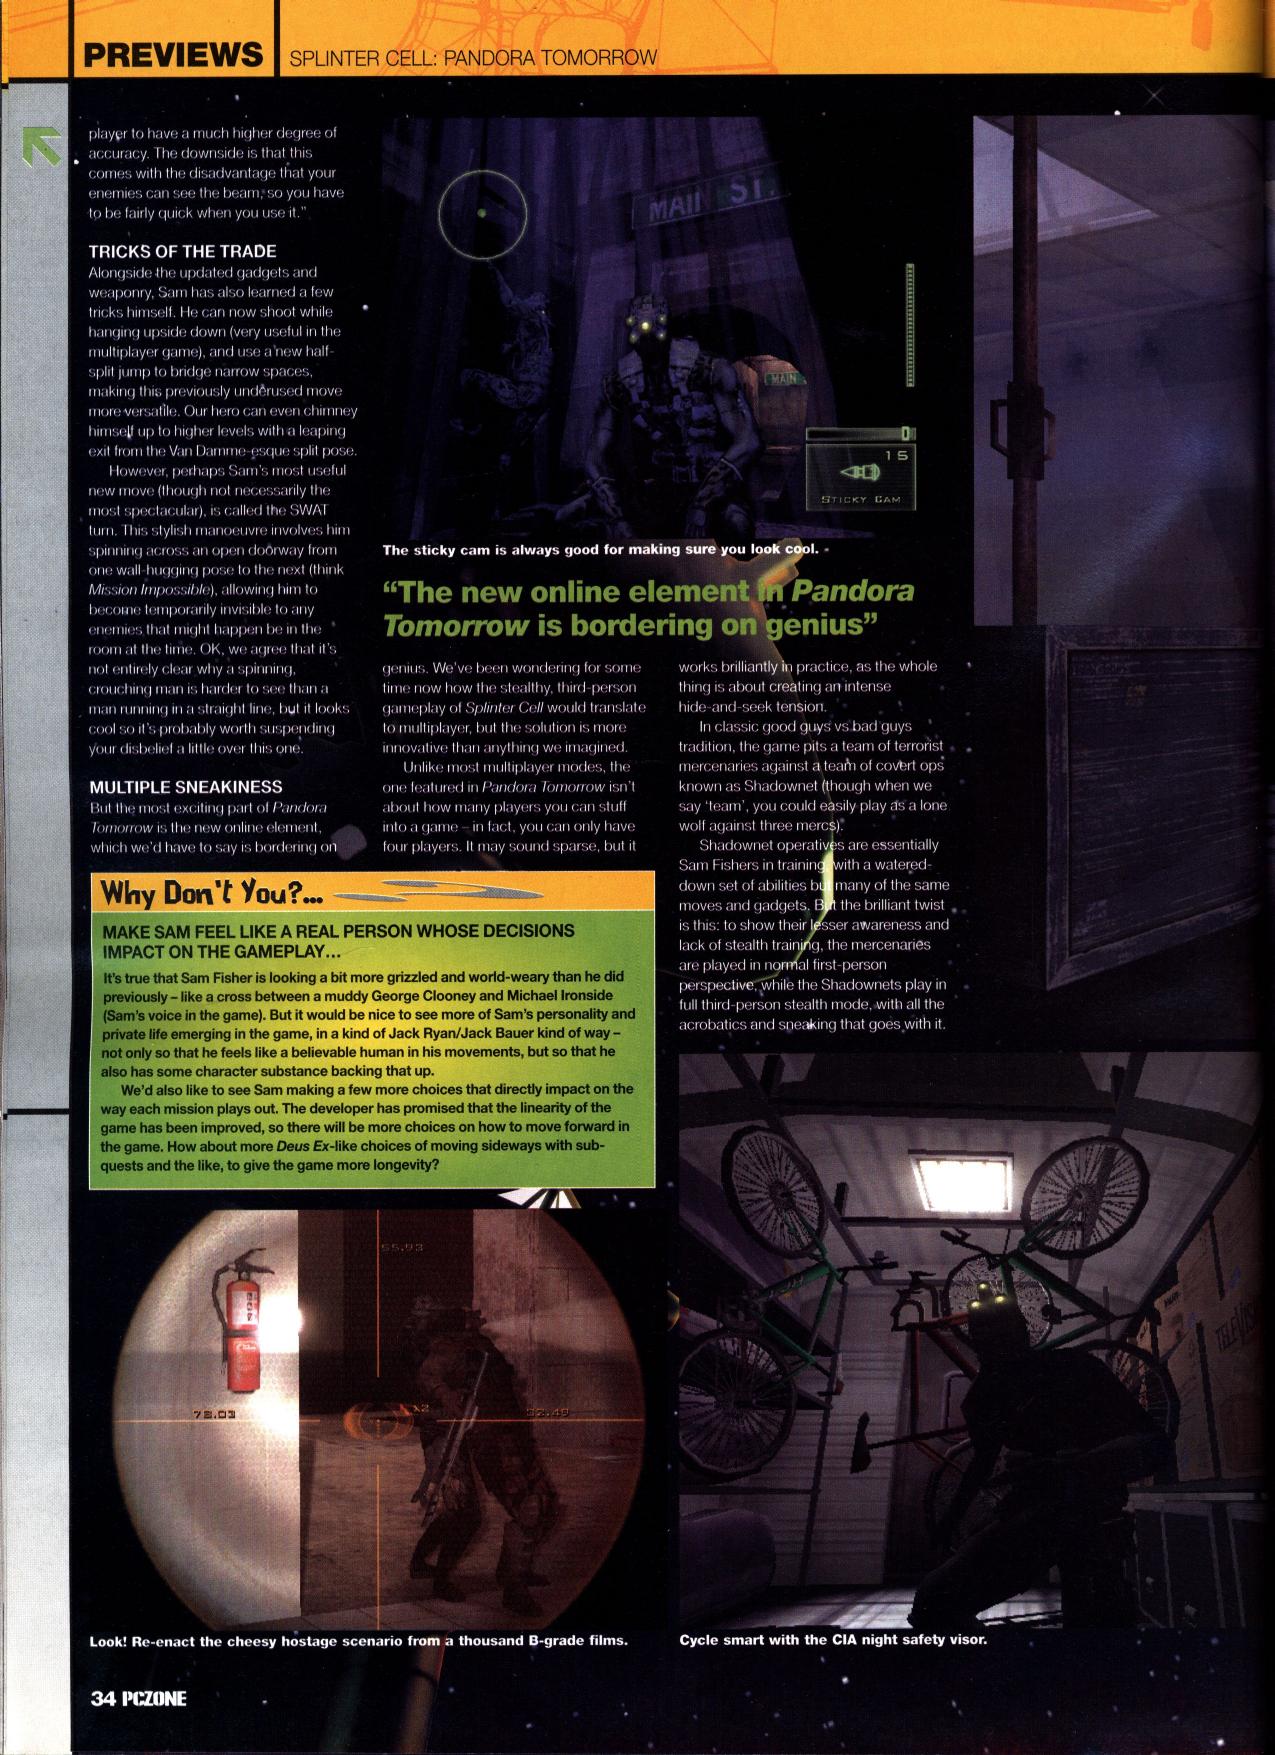 PREVIEWS
SPLINTER CELL: PANDORA TOMORROW
player to have a much higher degree of
accuracy. The downside is that this
comes with the disadvantage that your
enemies can see the beam, so you have
to be fairly quick when you use it.”
TRICKS OF THE TRADE
Alongside the updated gadgets and
weaponry, Sam has also learned a few
tricks himself. He can now shoot while
hanging upside down (very useful in the
multiplayer game), and use a new half-
split jump to bridge narrow spaces,
making this previously underused move
more versatile. Our hero can even chimney
himself up to higher levels with a leaping
exit from the Van Damme-esque split pose.
However, perhaps Sam's most useful
new move (though not necessarily the
most spectacular), is called the SWAT
turn. This stylish manoeuvre involves him
spinning across an open doorway from
one wall-hugging pose to the next (think
Mission Impossible), allowing him to
become temporarily invisible to any
enemies that might happen be in the
room at the time. OK, we agree that it's
not entirely clear why a spinning,
crouching man is harder to see than a
man running in a straight line, but it looks
cool so it's probably worth suspending
your disbelief a little over this one.
MULTIPLE SNEAKINESS
But the most exciting part of Pandora
Tomorrow is the new online element,
which we'd have to say is bordering on
MAIN ST.
MAIN
15
STICKY CAM
The sticky cam is always good for making sure you look cool.
“The new online element in Pandora
Tomorrow is bordering on genius”
genius. We've been wondering for some
time now how the stealthy, third-person
gameplay of Splinter Cell would translate
to multiplayer, but the solution is more
innovative than anything we imagined.
Unlike most multiplayer modes, the
one featured in Pandora Tomorrow isn't
about how many players you can stuff
into a game – in fact, you can only have
four players. It may sound sparse, but it
works brilliantly in practice, as the whole
thing is about creating an intense
hide-and-seek tension.
In classic good guys vs bad guys
tradition, the game pits a team of terrorist
mercenaries against a team of covert ops
known as Shadownet (though when we
say 'team', you could easily play as a lone
wolf against three mercs).
Shadownet operatives are essentially
Sam Fishers in training, with a watered-
down set of abilities but many of the same
moves and gadgets. But the brilliant twist
is this: to show their lesser awareness and
lack of stealth training, the mercenaries
are played in normal first-person
perspective, while the Shadownets play in
full third-person stealth mode, with all the
acrobatics and sneaking that goes with it.
Why Don't You?...
MAKE SAM FEEL LIKE A REAL PERSON WHOSE DECISIONS
IMPACT ON THE GAMEPLAY...
It's true that Sam Fisher is looking a bit more grizzled and world-weary than he did
previously – like a cross between a muddy George Clooney and Michael Ironside
(Sam's voice in the game). But it would be nice to see more of Sam's personality and
private life emerging in the game, in a kind of Jack Ryan/Jack Bauer kind of way –
not only so that he feels like a believable human in his movements, but so that he
also has some character substance backing that up.
We'd also like to see Sam making a few more choices that directly impact on the
way each mission plays out. The developer has promised that the linearity of the
game has been improved, so there will be more choices on how to move forward in
the game. How about more Deus Ex-like choices of moving sideways with sub-
quests and the like, to give the game more longevity?
55.93
78.03
X2
52.49
TELEVIS
Look! Re-enact the cheesy hostage scenario from a thousand B-grade films.
Cycle smart with the CIA night safety visor.
34 PCZONE